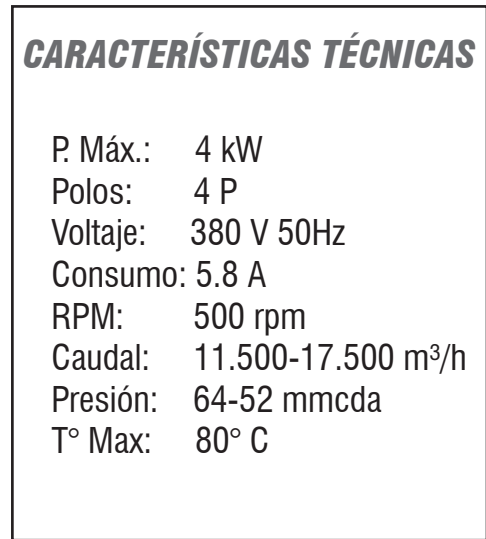 CARACTERÍSTICAS TÉCNICAS
P. Máx.: 4 kW
Polos: 4 P
Voltaje: 380 V 50Hz
Consumo: 5.8 A
RPM: 500 rpm
Caudal: 11.500-17.500 m³/h
Presión: 64-52 mmcda
T° Max: 80° C